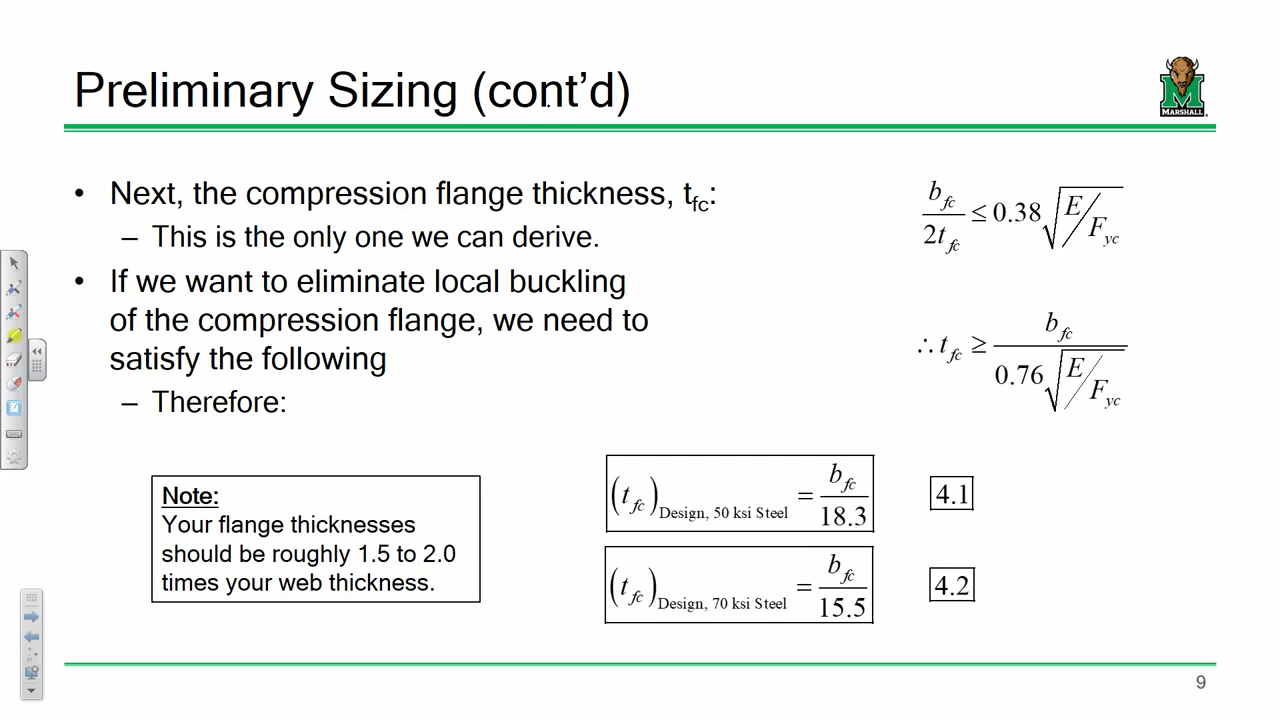 Preliminary Sizing (cont’d)
MARSHALL
• Next, the compression flange thickness, t_fc:
– This is the only one we can derive.
• If we want to eliminate local buckling
of the compression flange, we need to
satisfy the following
– Therefore:
b_fc / 2t_fc ≤ 0.38 √(E/F_yc)
∴ t_fc ≥ b_fc / 0.76 √(E/F_yc)
Note:
Your flange thicknesses
should be roughly 1.5 to 2.0
times your web thickness.
(t_fc)_Design, 50 ksi Steel = b_fc / 18.3 4.1
(t_fc)_Design, 70 ksi Steel = b_fc / 15.5 4.2
9